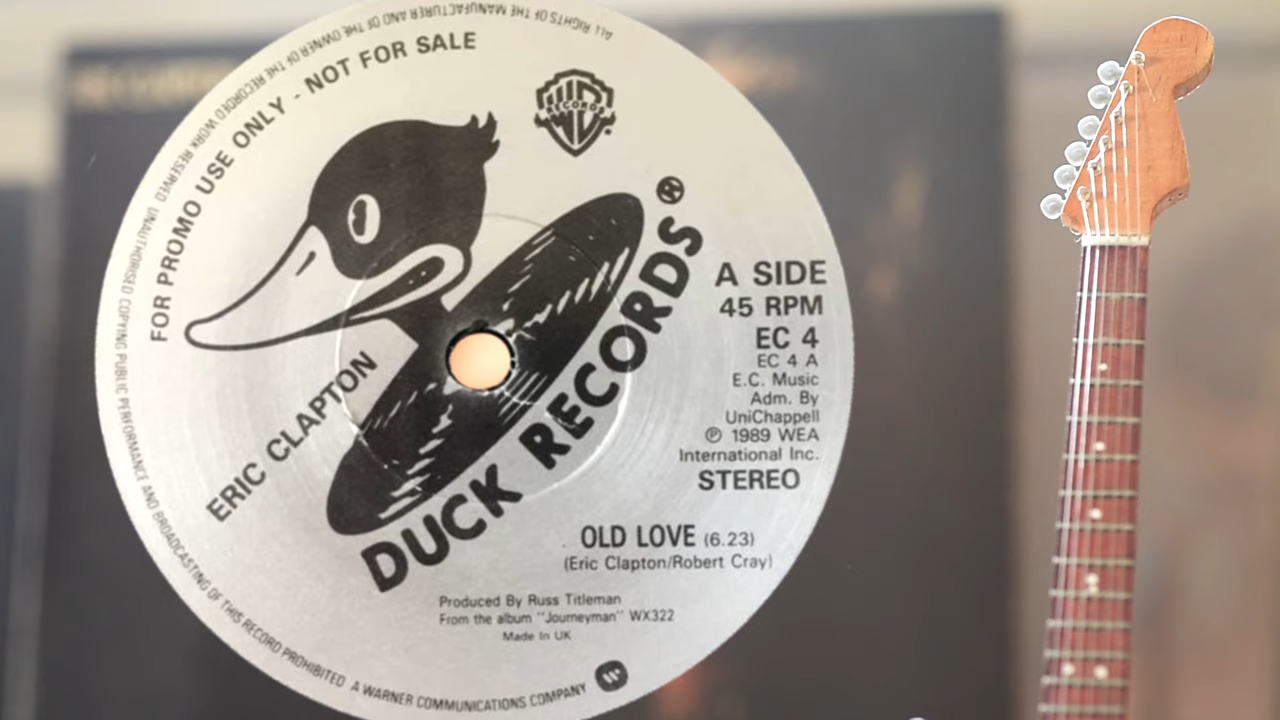 ALL RIGHTS OF THE MANUFACTURER AND OF THE OWNER OF THE RECORDED WORK RESERVED UNAUTHORISED COPYING PUBLIC PERFORMANCE AND BROADCASTING OF THIS RECORD PROHIBITED A WARNER COMMUNICATIONS COMPANY
FOR PROMO USE ONLY - NOT FOR SALE
WB RECORDS
ERIC CLAPTON
DUCK RECORDS®
A SIDE
45 RPM
EC 4
EC 4 A
E.C. Music
Adm. By
UniChappell
℗ 1989 WEA
International Inc.
STEREO
OLD LOVE (6.23)
(Eric Clapton/Robert Cray)
Produced By Russ Titleman
From the album "Journeyman" WX322
Made In UK